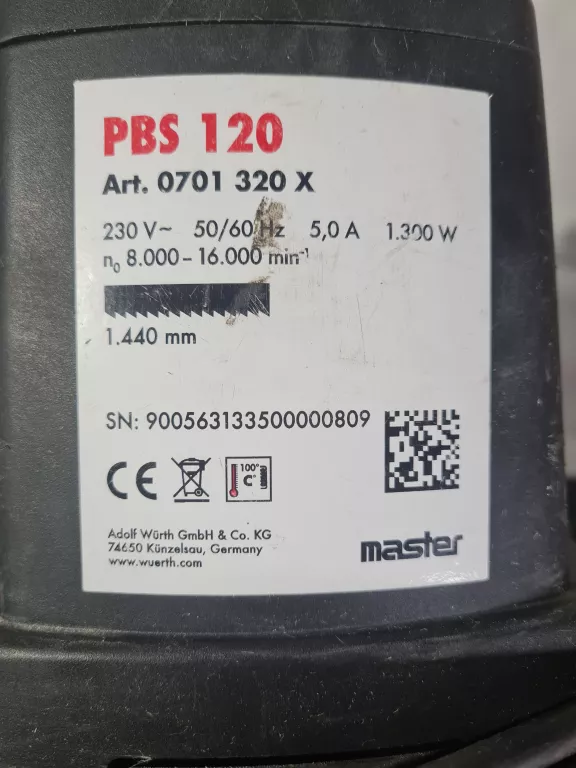 PBS 120
Art. 0701 320 X
230 V~ 50/60 Hz 5,0 A 1.300 W
n₀ 8.000 – 16.000 min⁻¹
1.440 mm
SN: 900563133500000809
CE 100° C
Adolf Würth GmbH & Co. KG
74650 Künzelsau, Germany
www.wuerth.com
master